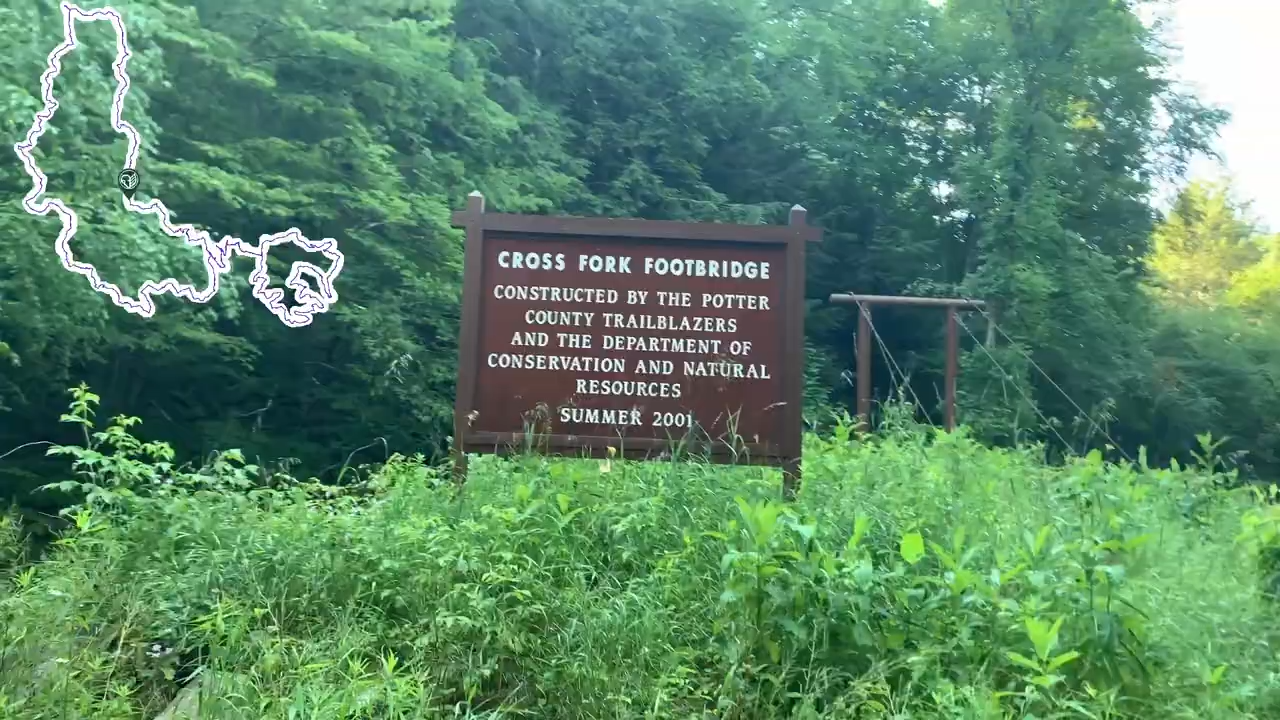 CROSS FORK FOOTBRIDGE
CONSTRUCTED BY THE POTTER
COUNTY TRAILBLAZERS
AND THE DEPARTMENT OF
CONSERVATION AND NATURAL
RESOURCES
SUMMER 2001